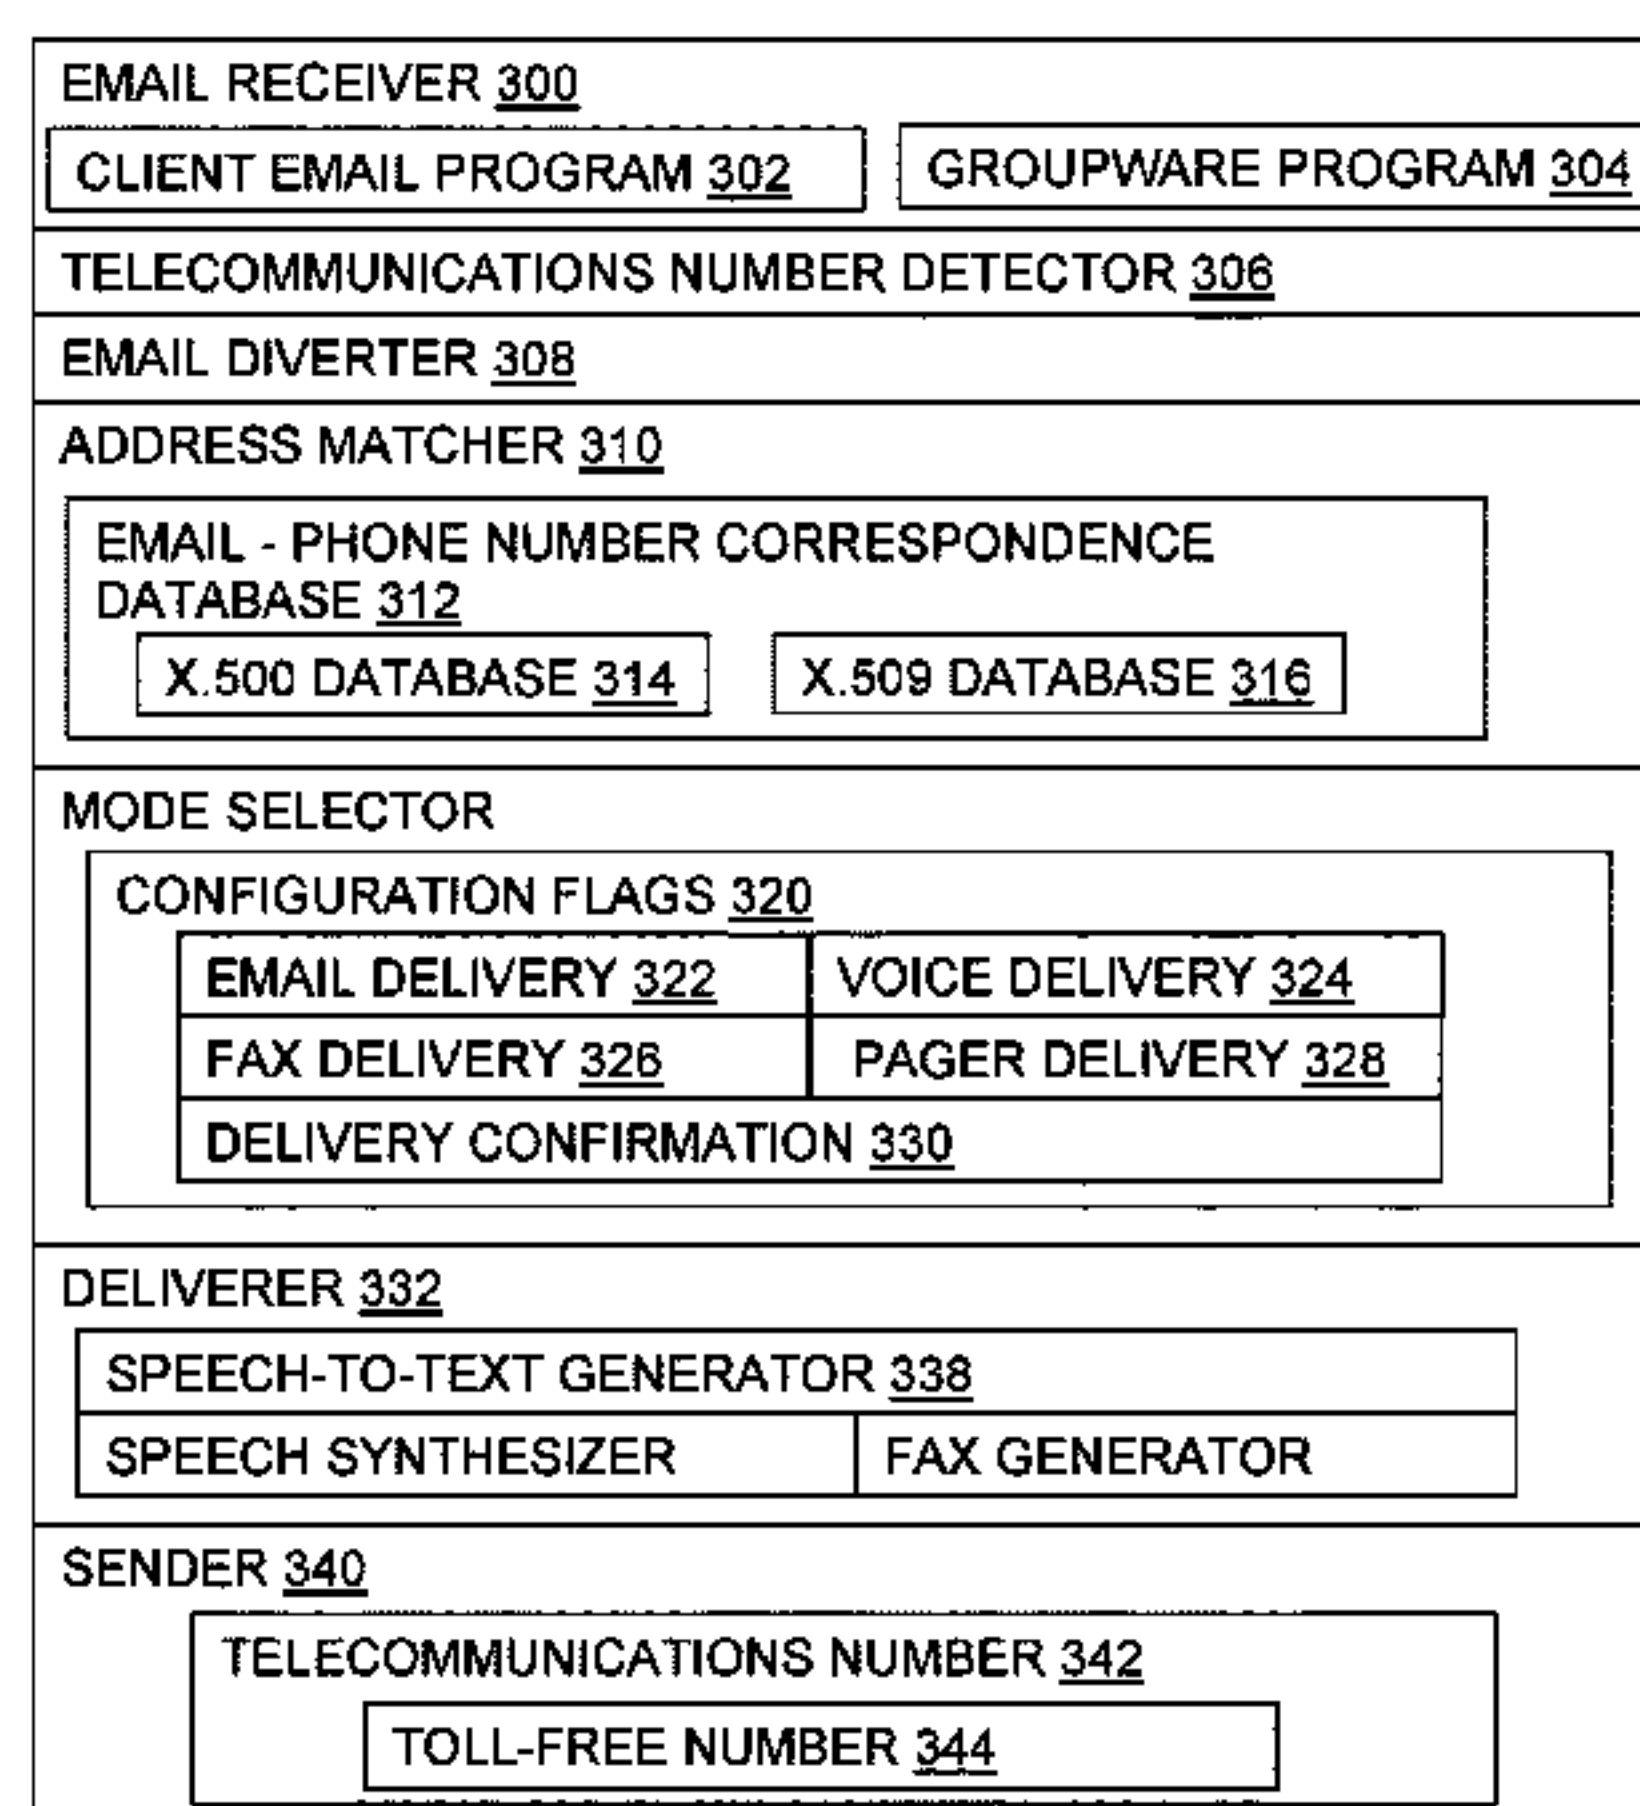 EMAIL RECEIVER 300
CLIENT EMAIL PROGRAM 302
GROUPWARE PROGRAM 304
TELECOMMUNICATIONS NUMBER DETECTOR 306
EMAIL DIVERTER 308
ADDRESS MATCHER 310
EMAIL - PHONE NUMBER CORRESPONDENCE
DATABASE 312
X.500 DATABASE 314
X.509 DATABASE 316
MODE SELECTOR
CONFIGURATION FLAGS 320
EMAIL DELIVERY 322
VOICE DELIVERY 324
FAX DELIVERY 326
PAGER DELIVERY 328
DELIVERY CONFIRMATION 330
DELIVERER 332
SPEECH-TO-TEXT GENERATOR 338
SPEECH SYNTHESIZER
FAX GENERATOR
SENDER 340
TELECOMMUNICATIONS NUMBER 342
TOLL-FREE NUMBER 344